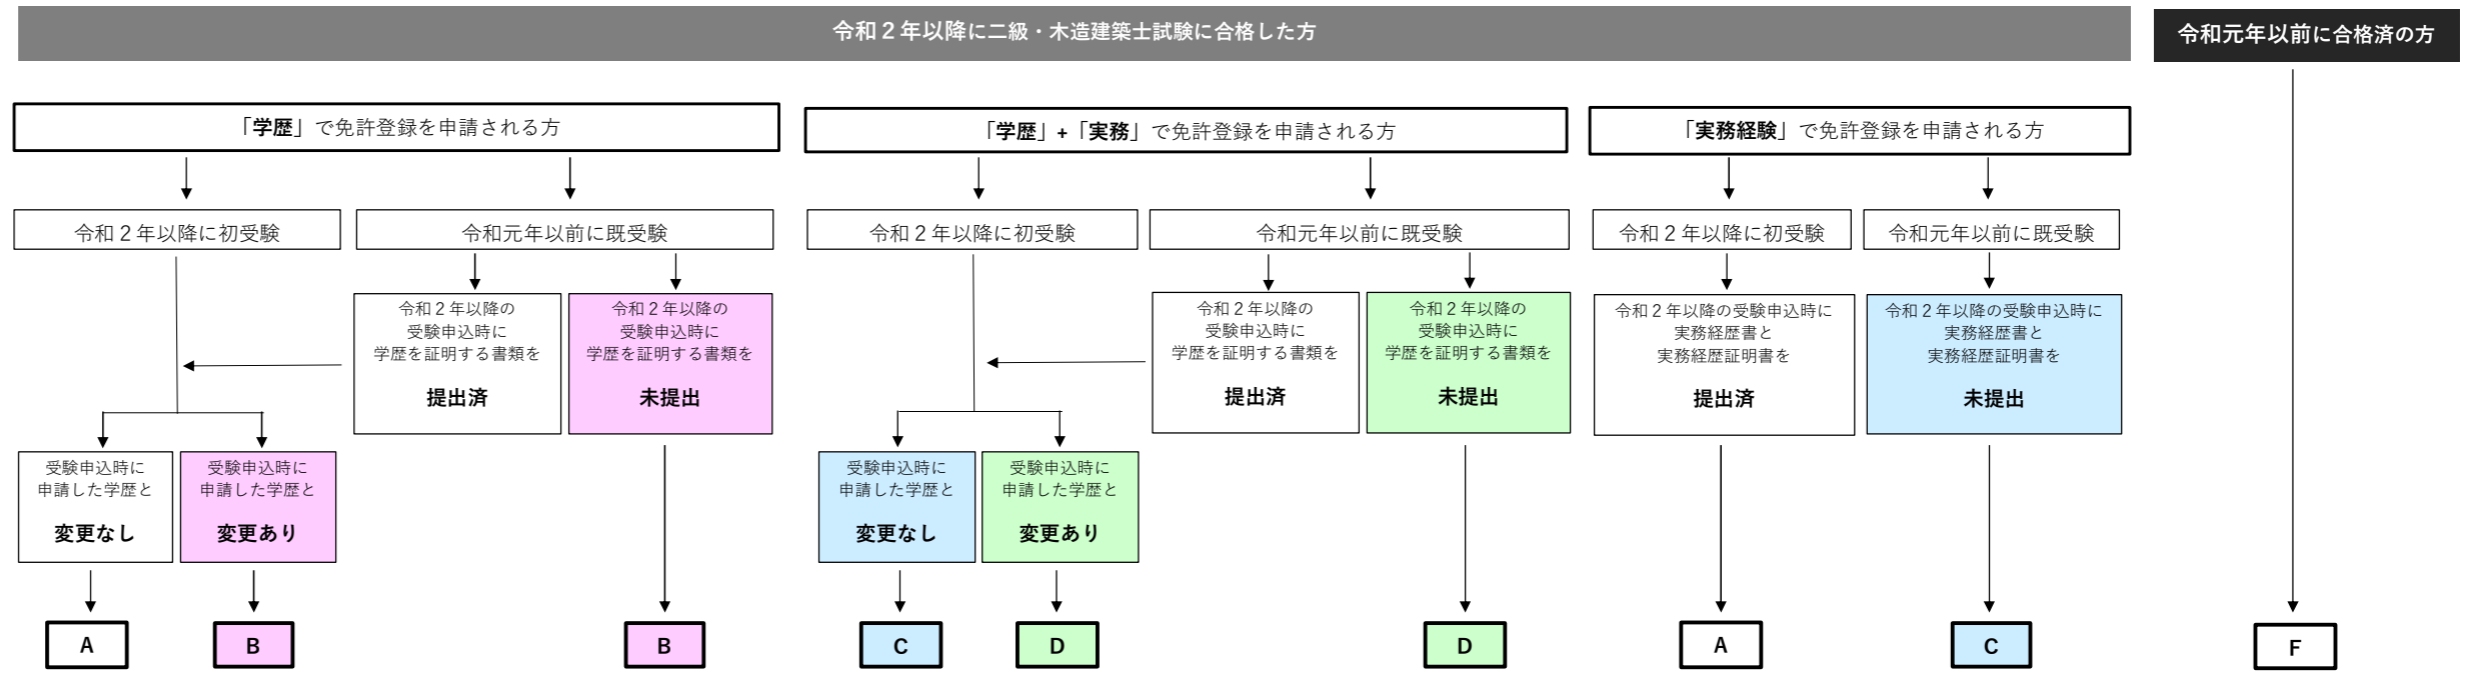 令和２年以降に二級・木造建築士試験に合格した方
令和元年以前に合格済の方
「学歴」で免許登録を申請される方
「学歴」+「実務」で免許登録を申請される方
「実務経験」で免許登録を申請される方
令和２年以降に初受験
令和元年以前に既受験
令和２年以降に初受験
令和元年以前に既受験
令和２年以降に初受験
令和元年以前に既受験
令和２年以降の
受験申込時に
学歴を証明する書類を
提出済
令和２年以降の
受験申込時に
学歴を証明する書類を
未提出
令和２年以降の
受験申込時に
学歴を証明する書類を
提出済
令和２年以降の
受験申込時に
学歴を証明する書類を
未提出
令和２年以降の受験申込時に
実務経歴書と
実務経歴証明書を
提出済
令和２年以降の受験申込時に
実務経歴書と
実務経歴証明書を
未提出
受験申込時に
申請した学歴と
変更なし
受験申込時に
申請した学歴と
変更あり
受験申込時に
申請した学歴と
変更なし
受験申込時に
申請した学歴と
変更あり
A
B
B
C
D
D
A
C
F